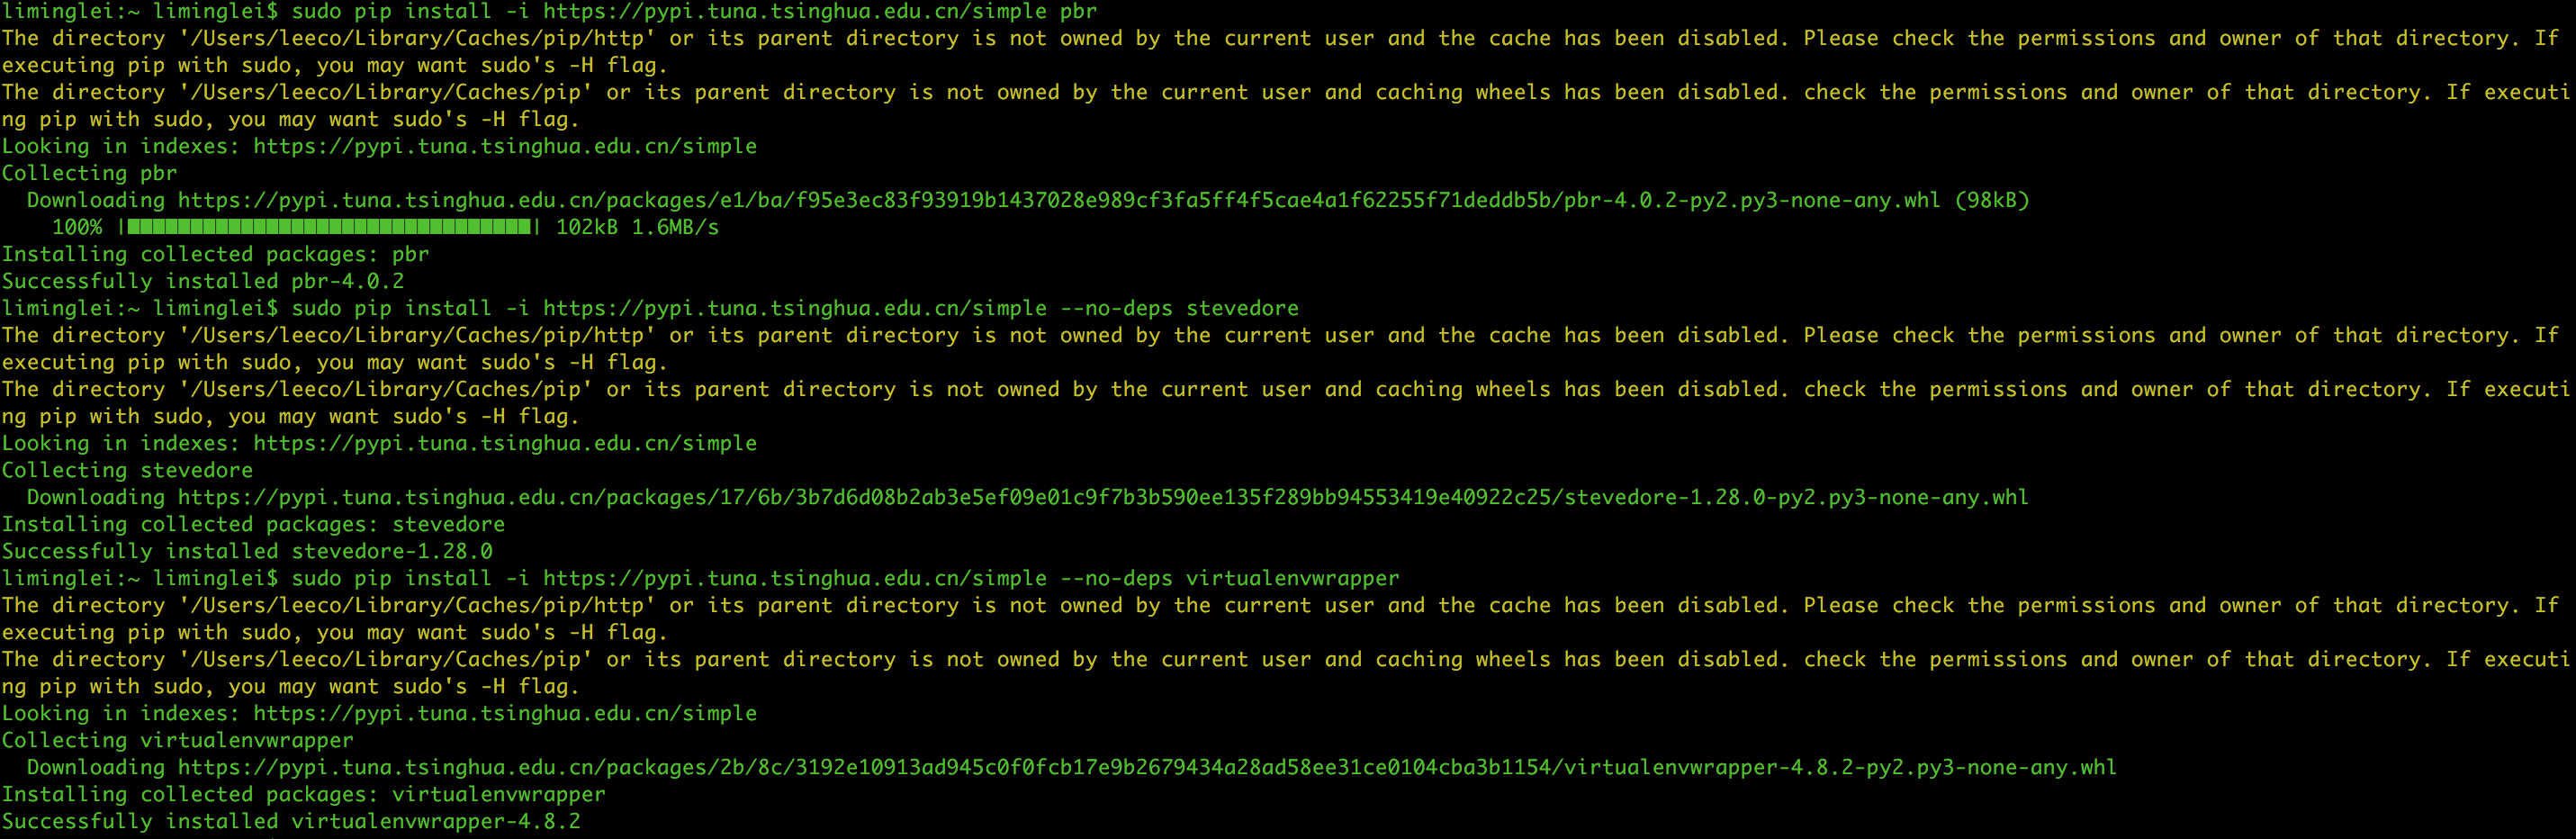 liminglei:~ liminglei$ sudo pip install -i https://pypi.tuna.tsinghua.edu.cn/simple pbr
The directory '/Users/leeco/Library/Caches/pip/http' or its parent directory is not owned by the current user and the cache has been disabled. Please check the permissions and owner of that directory. If
executing pip with sudo, you may want sudo's -H flag.
The directory '/Users/leeco/Library/Caches/pip' or its parent directory is not owned by the current user and caching wheels has been disabled. check the permissions and owner of that directory. If executi
ng pip with sudo, you may want sudo's -H flag.
Looking in indexes: https://pypi.tuna.tsinghua.edu.cn/simple
Collecting pbr
  Downloading https://pypi.tuna.tsinghua.edu.cn/packages/e1/ba/f95e3ec83f93919b1437028e989cf3fa5ff4f5cae4a1f62255f71deddb5b/pbr-4.0.2-py2.py3-none-any.whl (98kB)
    100% |████████████████████████████████| 102kB 1.6MB/s
Installing collected packages: pbr
Successfully installed pbr-4.0.2
liminglei:~ liminglei$ sudo pip install -i https://pypi.tuna.tsinghua.edu.cn/simple --no-deps stevedore
The directory '/Users/leeco/Library/Caches/pip/http' or its parent directory is not owned by the current user and the cache has been disabled. Please check the permissions and owner of that directory. If
executing pip with sudo, you may want sudo's -H flag.
The directory '/Users/leeco/Library/Caches/pip' or its parent directory is not owned by the current user and caching wheels has been disabled. check the permissions and owner of that directory. If executi
ng pip with sudo, you may want sudo's -H flag.
Looking in indexes: https://pypi.tuna.tsinghua.edu.cn/simple
Collecting stevedore
  Downloading https://pypi.tuna.tsinghua.edu.cn/packages/17/6b/3b7d6d08b2ab3e5ef09e01c9f7b3b590ee135f289bb94553419e40922c25/stevedore-1.28.0-py2.py3-none-any.whl
Installing collected packages: stevedore
Successfully installed stevedore-1.28.0
liminglei:~ liminglei$ sudo pip install -i https://pypi.tuna.tsinghua.edu.cn/simple --no-deps virtualenvwrapper
The directory '/Users/leeco/Library/Caches/pip/http' or its parent directory is not owned by the current user and the cache has been disabled. Please check the permissions and owner of that directory. If
executing pip with sudo, you may want sudo's -H flag.
The directory '/Users/leeco/Library/Caches/pip' or its parent directory is not owned by the current user and caching wheels has been disabled. check the permissions and owner of that directory. If executi
ng pip with sudo, you may want sudo's -H flag.
Looking in indexes: https://pypi.tuna.tsinghua.edu.cn/simple
Collecting virtualenvwrapper
  Downloading https://pypi.tuna.tsinghua.edu.cn/packages/2b/8c/3192e10913ad945c0f0fcb17e9b2679434a28ad58ee31ce0104cba3b1154/virtualenvwrapper-4.8.2-py2.py3-none-any.whl
Installing collected packages: virtualenvwrapper
Successfully installed virtualenvwrapper-4.8.2